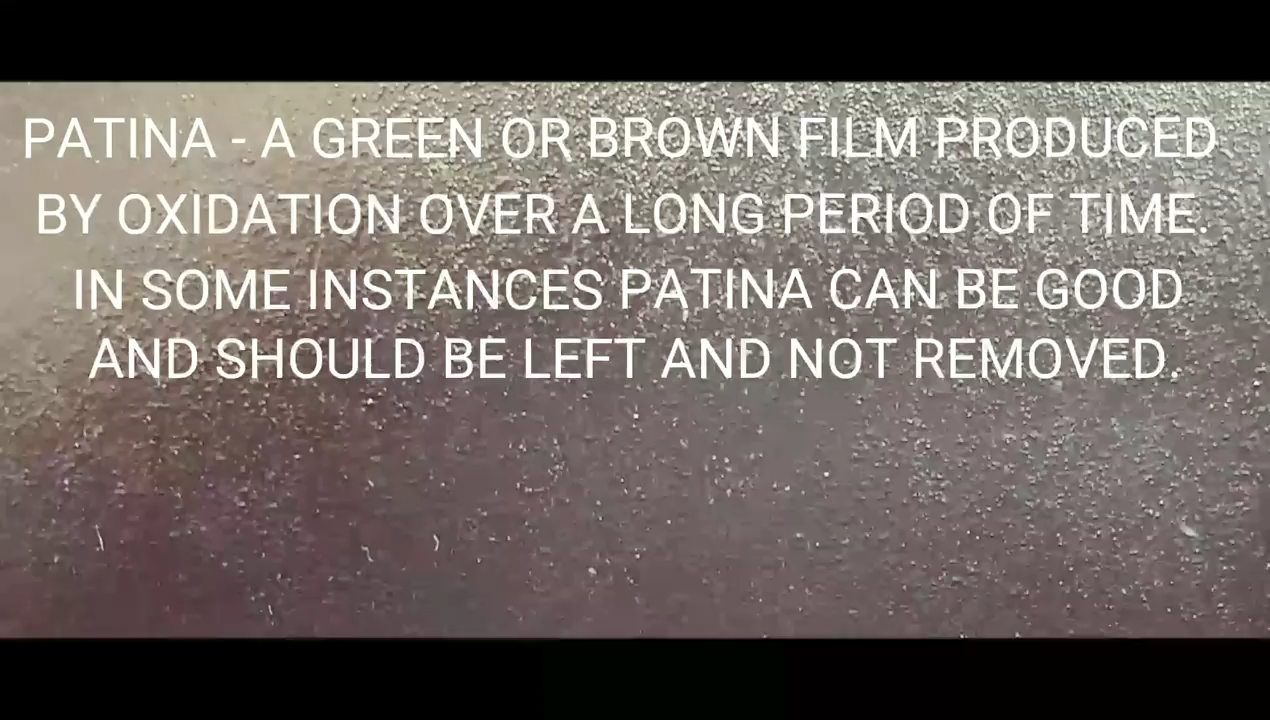 PATINA - A GREEN OR BROWN FILM PRODUCED
BY OXIDATION OVER A LONG PERIOD OF TIME.
IN SOME INSTANCES PATINA CAN BE GOOD
AND SHOULD BE LEFT AND NOT REMOVED.